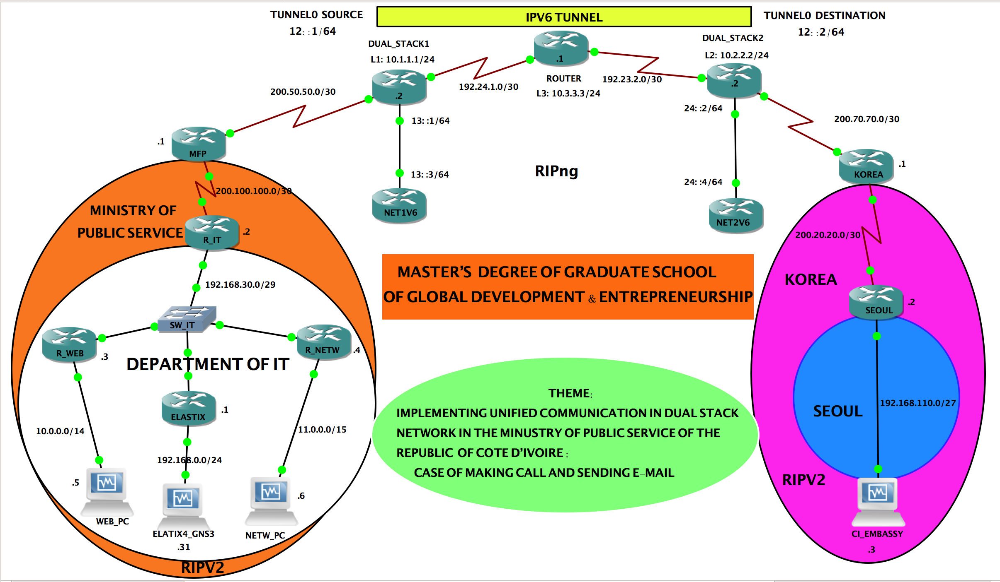 TUNNEL0 SOURCE
12: :1/64
IPV6 TUNNEL
TUNNEL0 DESTINATION
12: :2/64
DUAL_STACK1
L1: 10.1.1.1/24
.2
.1
ROUTER
L3: 10.3.3.3/24
DUAL_STACK2
L2: 10.2.2.2/24
.2
200.50.50.0/30
192.24.1.0/30
192.23.2.0/30
200.70.70.0/30
13: :1/64
13: :3/64
NET1V6
RIPng
24: :2/64
24: :4/64
NET2V6
.1
MFP
200.100.100.0/30
MINISTRY OF
PUBLIC SERVICE
R_IT
.2
192.168.30.0/29
SW_IT
R_WEB
.3
R_NETW
.4
DEPARTMENT OF IT
ELASTIX
.1
10.0.0.0/14
192.168.0.0/24
11.0.0.0/15
.5
WEB_PC
ELATIX4_GNS3
.31
.6
NETW_PC
RIPV2
MASTER'S DEGREE OF GRADUATE SCHOOL
OF GLOBAL DEVELOPMENT & ENTREPRENEURSHIP
THEME:
IMPLEMENTING UNIFIED COMMUNICATION IN DUAL STACK
NETWORK IN THE MINUSTRY OF PUBLIC SERVICE OF THE
REPUBLIC OF COTE D'IVOIRE :
CASE OF MAKING CALL AND SENDING E-MAIL
KOREA
.1
200.20.20.0/30
KOREA
SEOUL
.2
SEOUL
192.168.110.0/27
RIPV2
CI_EMBASSY
.3